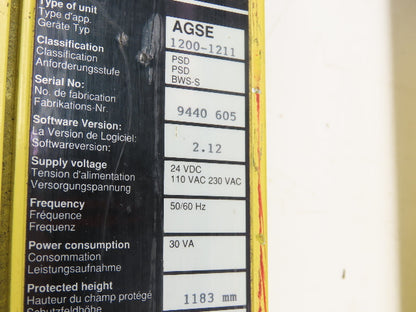 Type of unit
Type d'app.
Geräte Typ
AGSE
1200-1211
Classification
Classification
Anforderungsstufe
PSD
PSD
BWS-S
Serial No:
No. de fabrication
Fabrikations-Nr.
9440 605
Software Version:
La Version de Logiciel:
Softwareversion:
2.12
Supply voltage
Tension d'alimentation
Versorgungspannung
24 VDC
110 VAC 230 VAC
Frequency
Fréquence
Frequenz
50/60 Hz
Power consumption
Consommation
Leistungsaufnahme
30 VA
Protected height
Hauteur du champ protégé
Schutzfeldhöhe
1183 mm